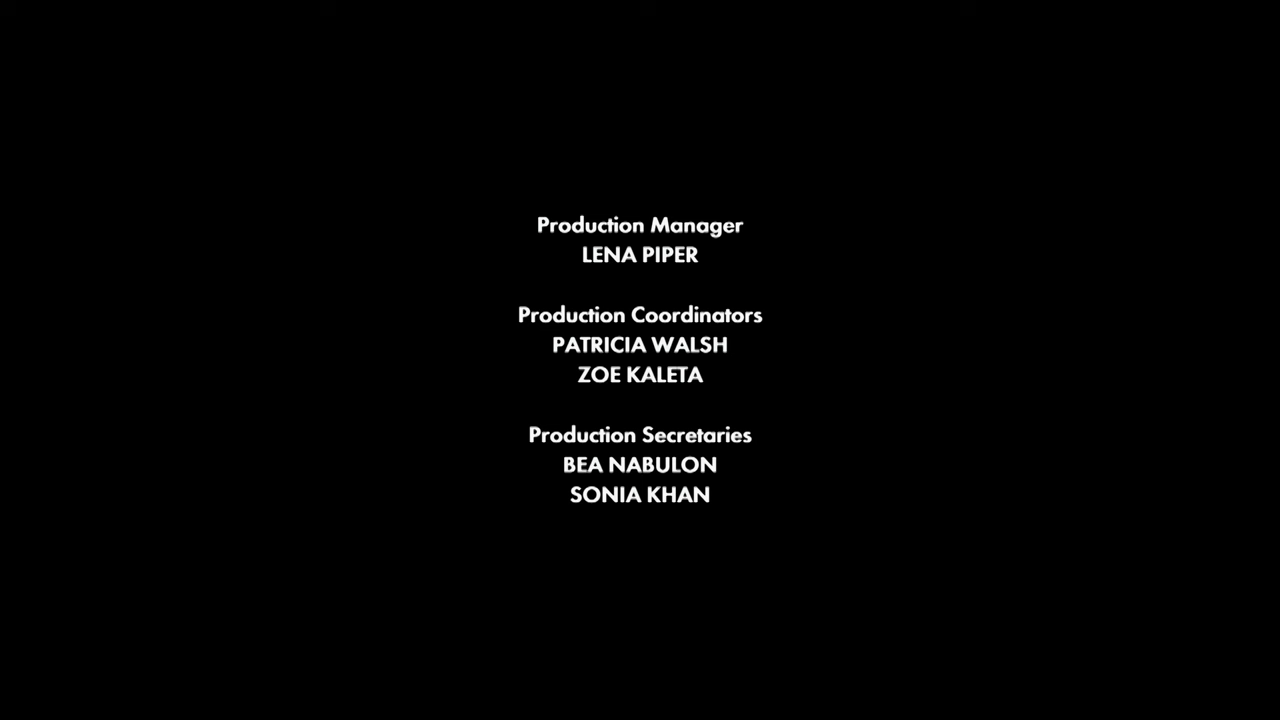 Production Manager
LENA PIPER
Production Coordinators
PATRICIA WALSH
ZOE KALETA
Production Secretaries
BEA NABULON
SONIA KHAN